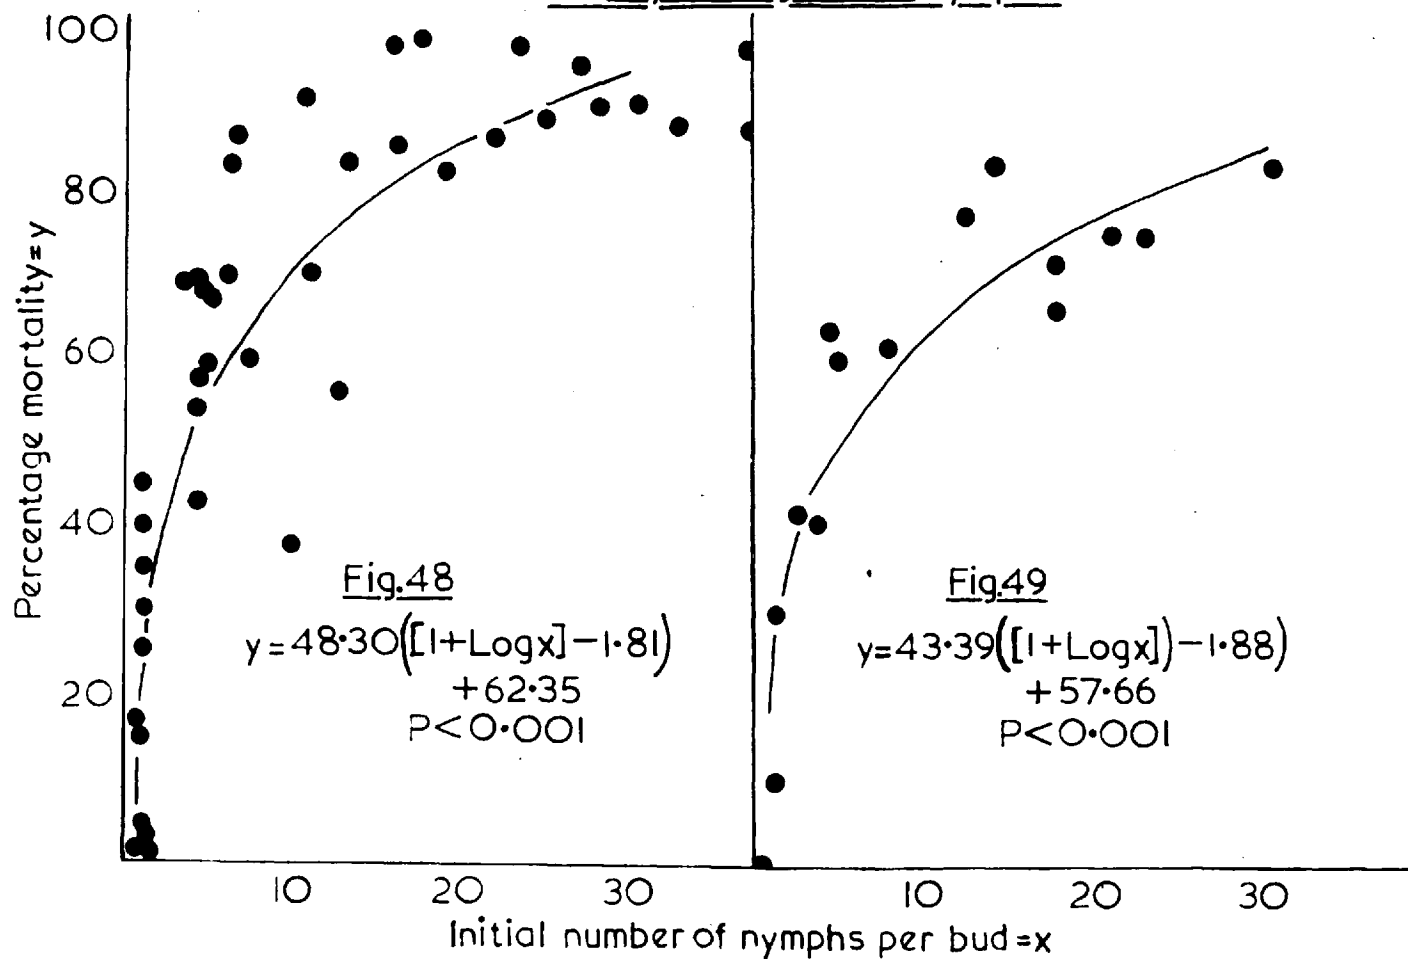 100
80
60
40
20
Percentage mortality=y
Fig.48
y=48·30([1+Logx]-1·81)
+62·35
P<0·001
Fig.49
y=43·39([1+Logx])-1·88)
+57·66
P<0·001
10 20 30 10 20 30
Initial number of nymphs per bud=x